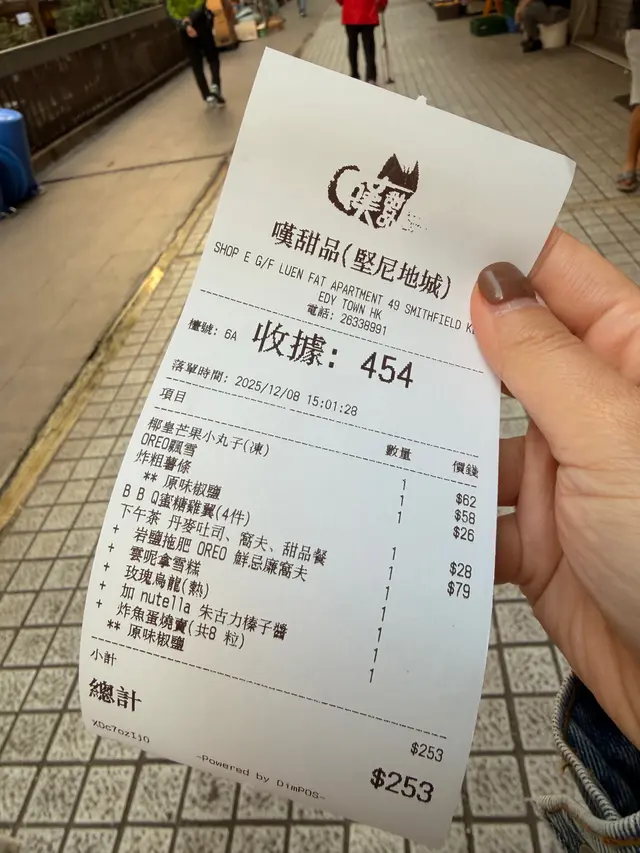 嘆甜品
嘆甜品(堅尼地城)
SHOP E G/F LUEN FAT APARTMENT 49 SMITHFIELD
EDY TOWN HK
電話: 26338991
檯號: 6A 收據: 454
落單時間: 2025/12/08 15:01:28
項目 數量 價錢
椰皇芒果小丸子(凍) 1 $62
OREO飄雪 1 $58
炸粗薯條 1 $26
** 原味椒鹽
B B Q蜜糖雞翼(4件) 1 $28
下午茶 丹麥吐司、窩夫、甜品餐 1 $79
+ 岩鹽拖肥 OREO 鮮忌廉窩夫 1
+ 雲呢拿雪糕 1
+ 玫瑰烏龍(熱) 1
+ 加 nutella 朱古力榛子醬 1
+ 炸魚蛋燒賣(共8 粒) 1
** 原味椒鹽
小計 $253
總計 $253
XDc7ozIjO
-Powered by DimPOS-